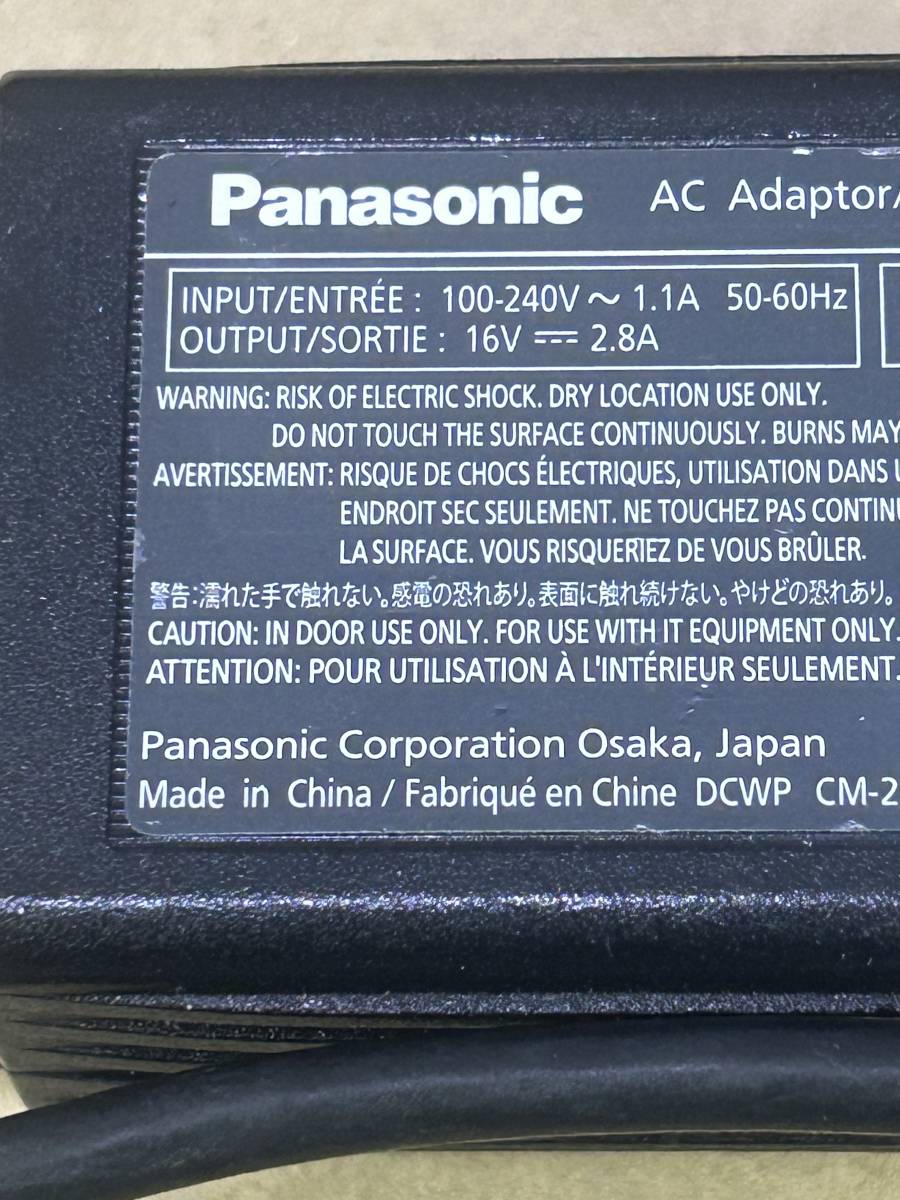 Panasonic AC Adaptor/
INPUT/ENTRÉE : 100-240V ~ 1.1A 50-60Hz
OUTPUT/SORTIE : 16V ⎓ 2.8A
WARNING: RISK OF ELECTRIC SHOCK. DRY LOCATION USE ONLY.
DO NOT TOUCH THE SURFACE CONTINUOUSLY. BURNS MAY
AVERTISSEMENT: RISQUE DE CHOCS ÉLECTRIQUES, UTILISATION DANS
ENDROIT SEC SEULEMENT. NE TOUCHEZ PAS CONTINU
LA SURFACE. VOUS RISQUERIEZ DE VOUS BRÛLER.
警告:濡れた手で触れない。感電の恐れあり。表面に触れ続けない。やけどの恐れあり。
CAUTION: IN DOOR USE ONLY. FOR USE WITH IT EQUIPMENT ONLY.
ATTENTION: POUR UTILISATION À L'INTÉRIEUR SEULEMENT.
Panasonic Corporation Osaka, Japan
Made in China / Fabriqué en Chine DCWP CM-2